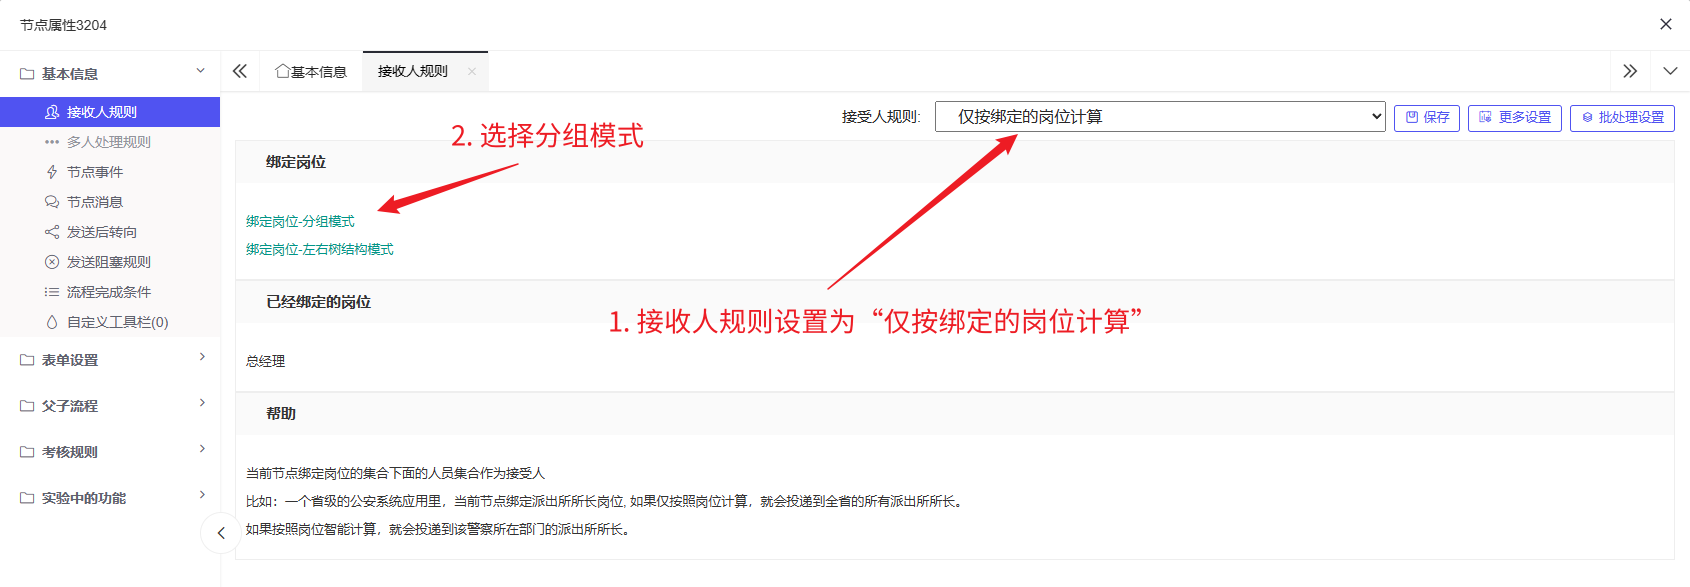 节点属性3204
基本信息
接收人规则
多人处理规则
节点事件
节点消息
发送后转向
发送阻塞规则
流程完成条件
自定义工具栏(0)
表单设置
父子流程
考核规则
实验中的功能
基本信息
接收人规则
接受人规则:
仅按绑定的岗位计算
保存
更多设置
批处理设置
2. 选择分组模式
绑定岗位
绑定岗位-分组模式
绑定岗位-左右树结构模式
已经绑定的岗位
1. 接收人规则设置为“仅按绑定的岗位计算”
总经理
帮助
当前节点绑定岗位的集合下面的人员集合作为接受人
比如：一个省级的公安系统应用里，当前节点绑定派出所所长岗位, 如果仅按照岗位计算，就会投递到全省的所有派出所所长。
如果按照岗位智能计算，就会投递到该警察所在部门的派出所所长。